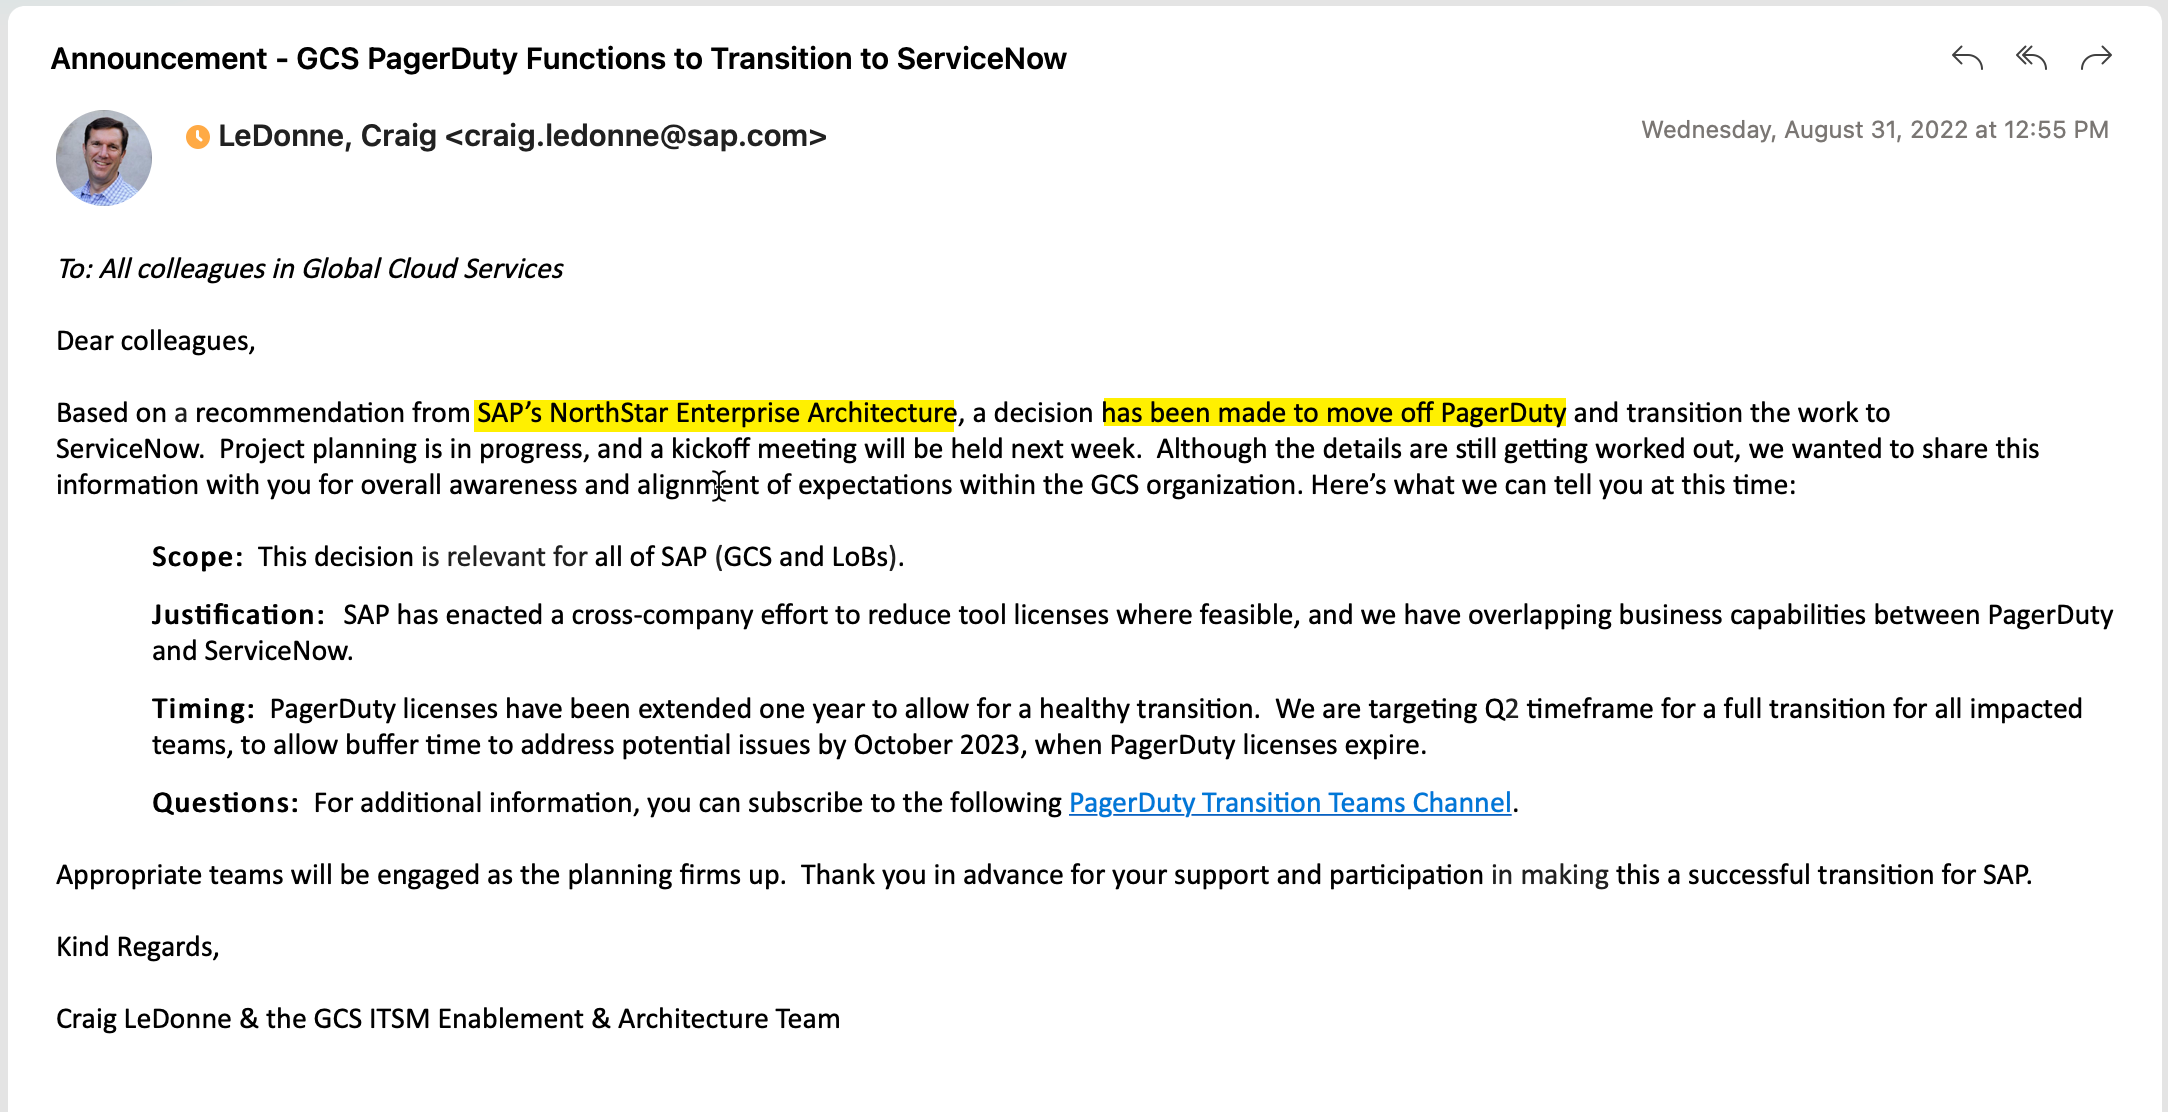 Announcement - GCS PagerDuty Functions to Transition to ServiceNow
LeDonne, Craig <craig.ledonne@sap.com>
Wednesday, August 31, 2022 at 12:55 PM
To: All colleagues in Global Cloud Services
Dear colleagues,
Based on a recommendation from SAP's NorthStar Enterprise Architecture, a decision has been made to move off PagerDuty and transition the work to
ServiceNow.  Project planning is in progress, and a kickoff meeting will be held next week.  Although the details are still getting worked out, we wanted to share this
information with you for overall awareness and alignment of expectations within the GCS organization. Here's what we can tell you at this time:
Scope:  This decision is relevant for all of SAP (GCS and LoBs).
Justification:  SAP has enacted a cross-company effort to reduce tool licenses where feasible, and we have overlapping business capabilities between PagerDuty
and ServiceNow.
Timing:  PagerDuty licenses have been extended one year to allow for a healthy transition.  We are targeting Q2 timeframe for a full transition for all impacted
teams, to allow buffer time to address potential issues by October 2023, when PagerDuty licenses expire.
Questions:  For additional information, you can subscribe to the following PagerDuty Transition Teams Channel.
Appropriate teams will be engaged as the planning firms up.  Thank you in advance for your support and participation in making this a successful transition for SAP.
Kind Regards,
Craig LeDonne & the GCS ITSM Enablement & Architecture Team